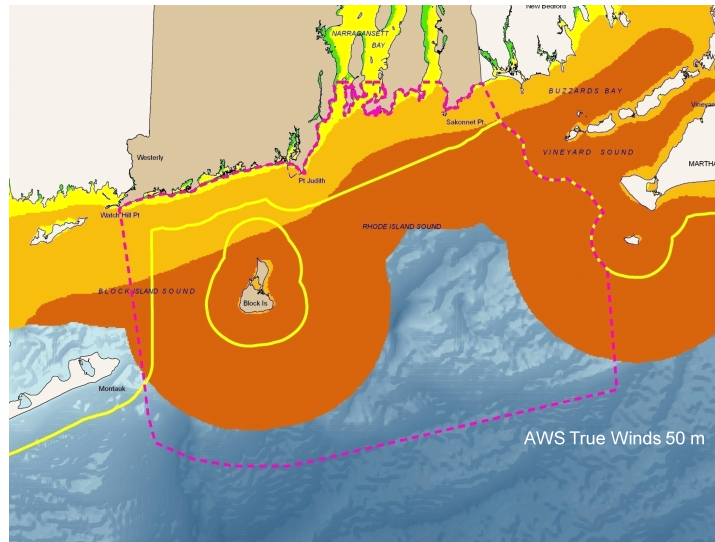 New Bedford
NARRAGANSETT
BAY
BUZZARDS BAY
Sakonnet Pt.
Vineyard
VINEYARD SOUND
Westerly
MARTHA
Pt Judith
Watch Hill Pt
RHODE ISLAND SOUND
BLOCK ISLAND SOUND
Block Is
Montauk
AWS True Winds 50 m